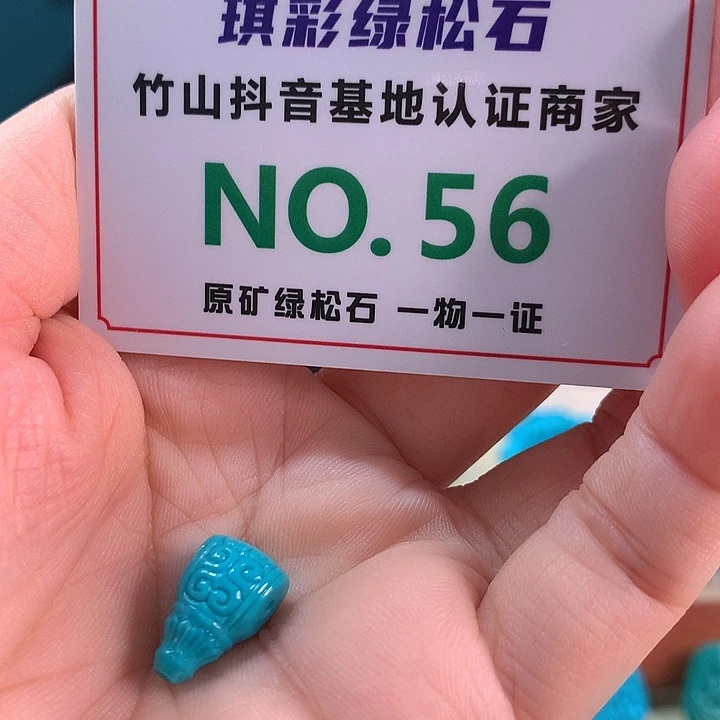 琪彩绿松石
竹山抖音基地认证商家
NO.56
原矿绿松石 一物一证